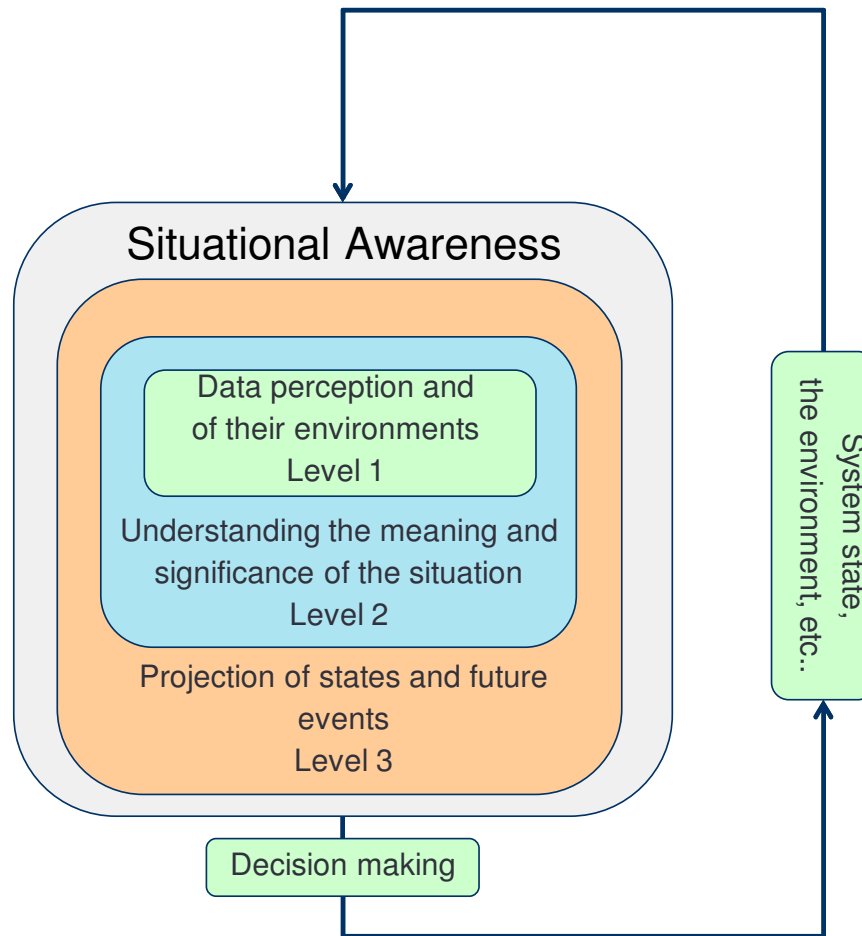 Situational Awareness
Data perception and
of their environments
Level 1
Understanding the meaning and
significance of the situation
Level 2
Projection of states and future
events
Level 3
Decision making
System state,
the environment, etc..